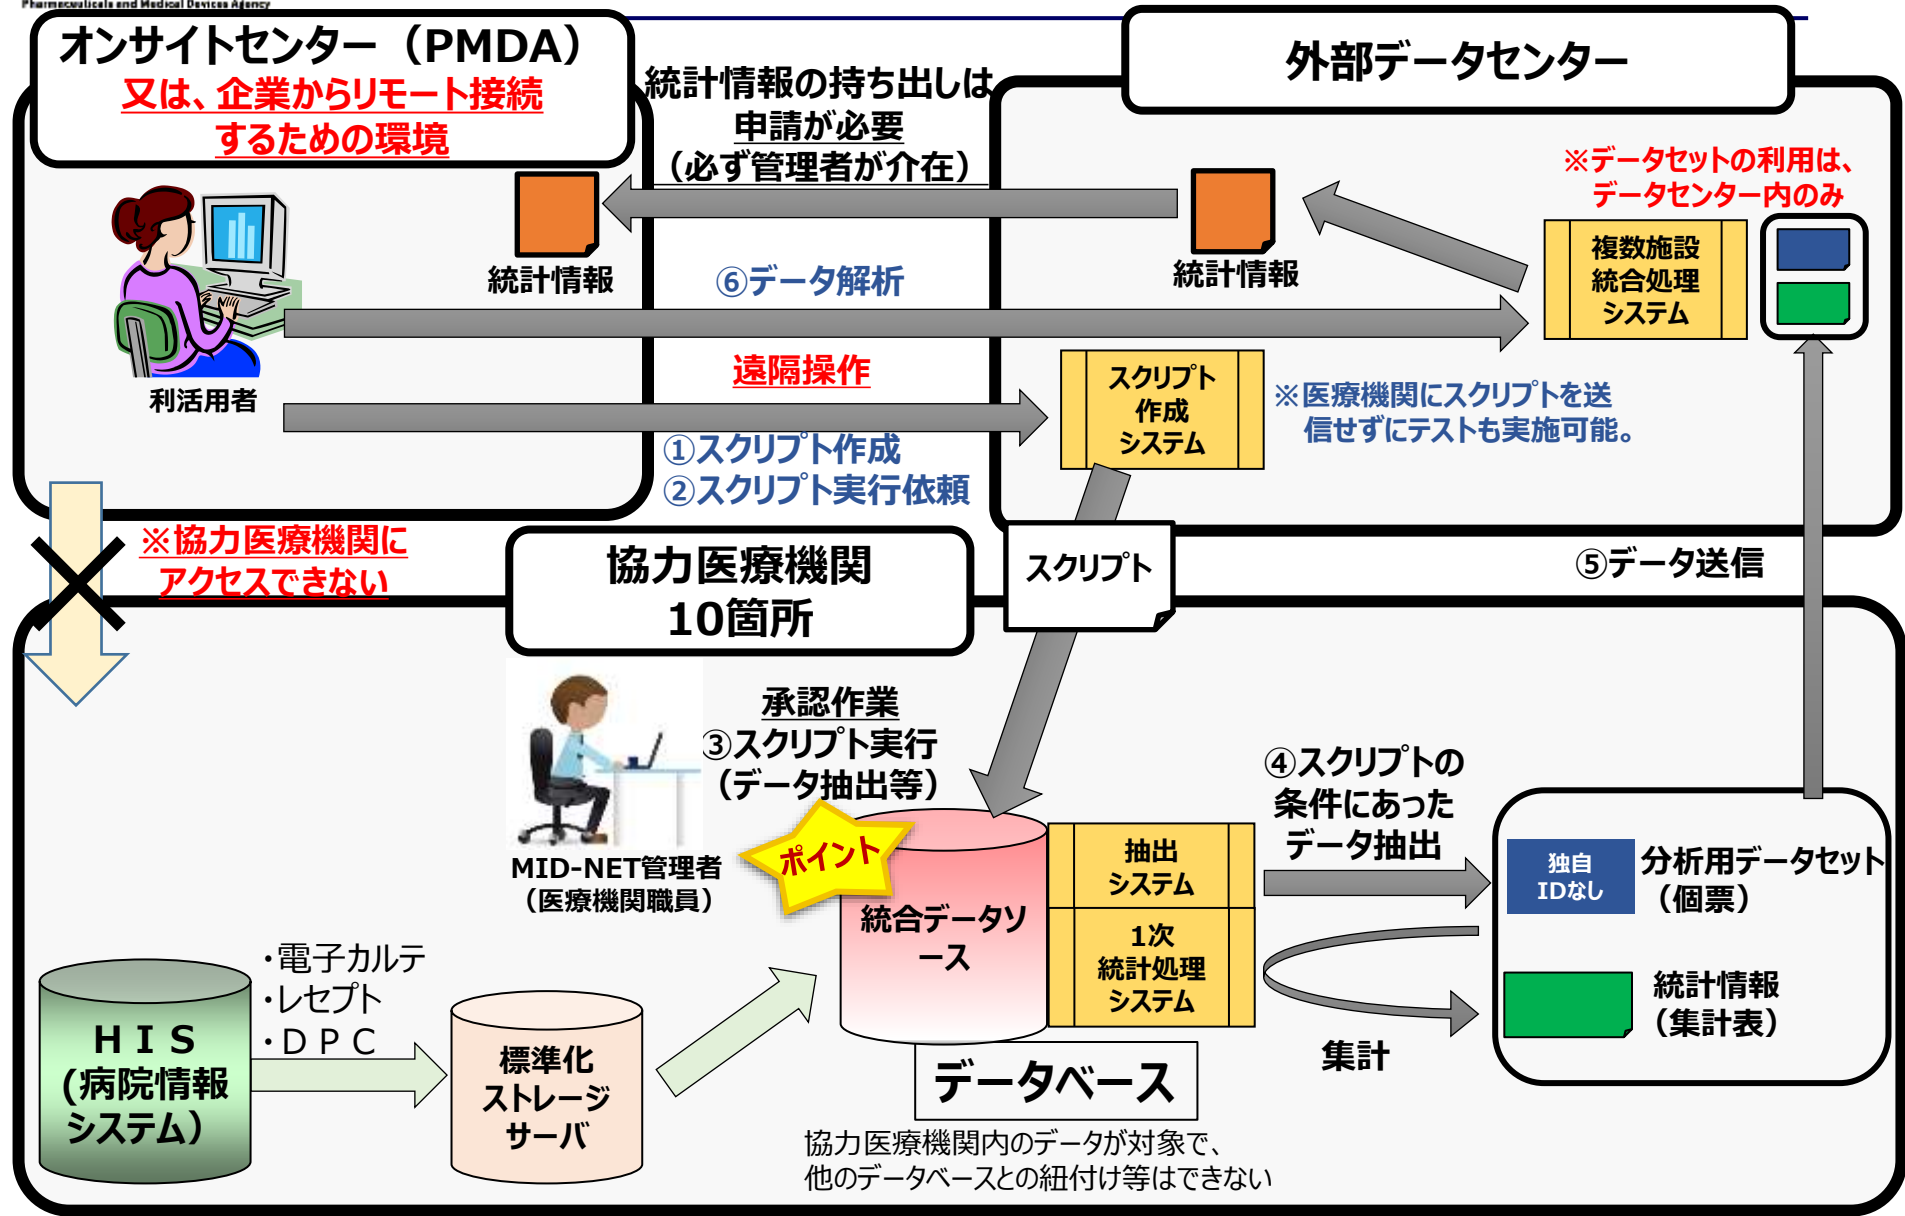 Pharmaceuticals and Medical Devices Agency
オンサイトセンター（PMDA）
又は、企業からリモート接続
するための環境
統計情報の持ち出しは
申請が必要
（必ず管理者が介在）
外部データセンター
※データセットの利用は、
データセンター内のみ
統計情報
統計情報
複数施設
統合処理
システム
⑥データ解析
利活用者
遠隔操作
①スクリプト作成
②スクリプト実行依頼
スクリプト
作成
システム
※医療機関にスクリプトを送
信せずにテストも実施可能。
※協力医療機関に
アクセスできない
協力医療機関
10箇所
スクリプト
⑤データ送信
承認作業
③スクリプト実行
（データ抽出等）
MID-NET管理者
（医療機関職員）
ポイント
統合データソ
ース
抽出
システム
1次
統計処理
システム
④スクリプトの
条件にあった
データ抽出
集計
独自
IDなし
分析用データセット
（個票）
統計情報
（集計表）
ＨＩＳ
(病院情報
システム）
・電子カルテ
・レセプト
・ＤＰＣ
標準化
ストレージ
サーバ
データベース
協力医療機関内のデータが対象で、
他のデータベースとの紐付け等はできない